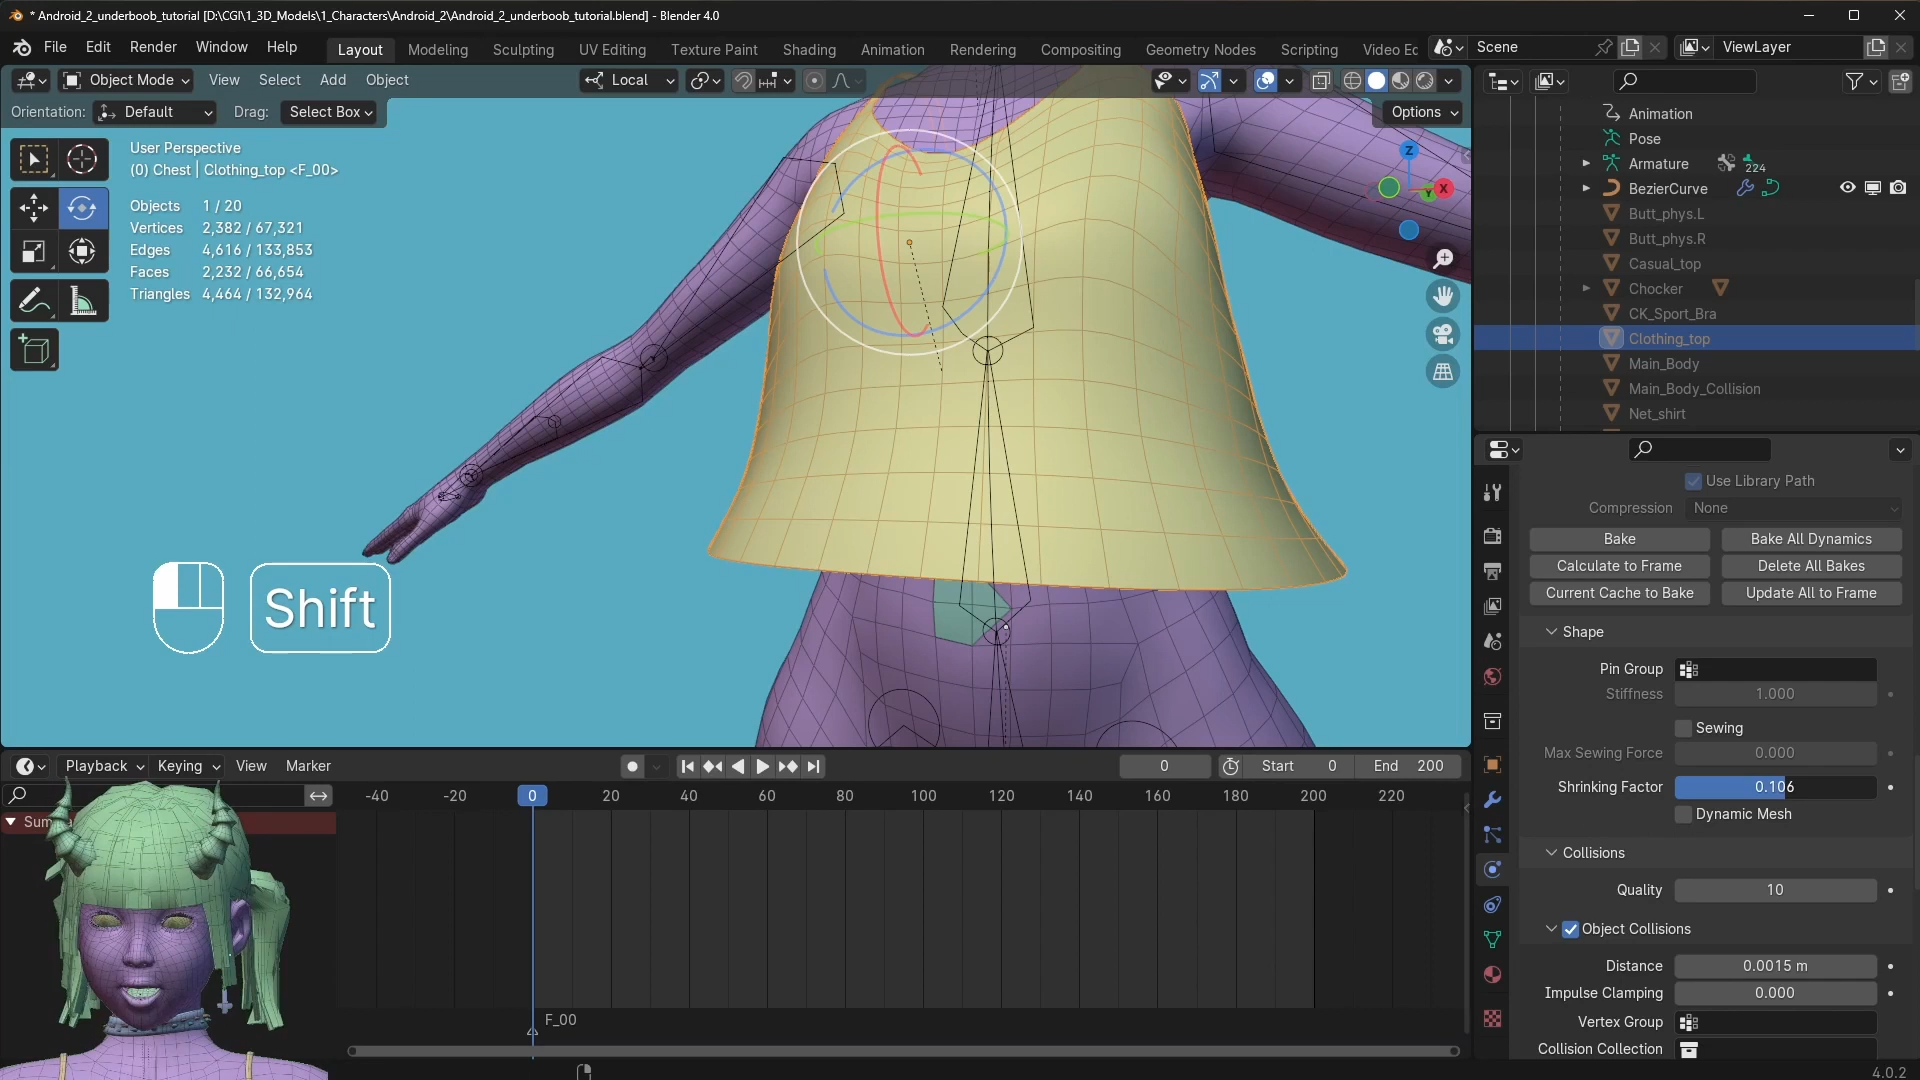 * Android_2_underboob_tutorial [D:\CGI\1_3D_Models\1_Characters\Android_2\Android_2_underboob_tutorial.blend] - Blender 4.0
File Edit Render Window Help
Layout Modeling Sculpting UV Editing Texture Paint Shading Animation Rendering Compositing Geometry Nodes Scripting Video Ec
Scene
ViewLayer
Object Mode View Select Add Object
Local
Orientation: Default Drag: Select Box
Options
User Perspective
(0) Chest | Clothing_top <F_00>
Objects 1 / 20
Vertices 2,382 / 67,321
Edges 4,616 / 133,853
Faces 2,232 / 66,654
Triangles 4,464 / 132,964
Z
X
Y
Shift
Animation
Pose
Armature 224
BezierCurve
Butt_phys.L
Butt_phys.R
Casual_top
Chocker
CK_Sport_Bra
Clothing_top
Main_Body
Main_Body_Collision
Net_shirt
Use Library Path
Compression None
Bake Bake All Dynamics
Calculate to Frame Delete All Bakes
Current Cache to Bake Update All to Frame
Shape
Pin Group
Stiffness 1.000
Sewing
Max Sewing Force 0.000
Shrinking Factor 0.106
Dynamic Mesh
Collisions
Quality 10
Object Collisions
Distance 0.0015 m
Impulse Clamping 0.000
Vertex Group
Collision Collection
Playback Keying View Marker
0 Start 0 End 200
-40 -20 0 20 40 60 80 100 120 140 160 180 200 220
F_00
4.0.2